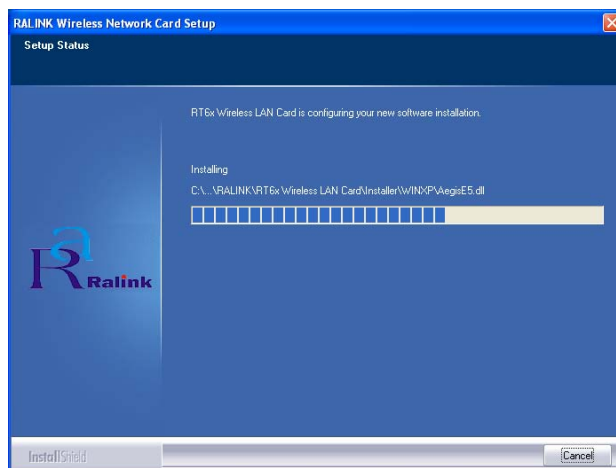 RALINK Wireless Network Card Setup
Setup Status
RT6x Wireless LAN Card is configuring your new software installation.
Installing
C:\...\RALINK\RT6x Wireless LAN Card\Installer\WINXP\AegisE5.dll
Ralink
InstallShield
Cancel